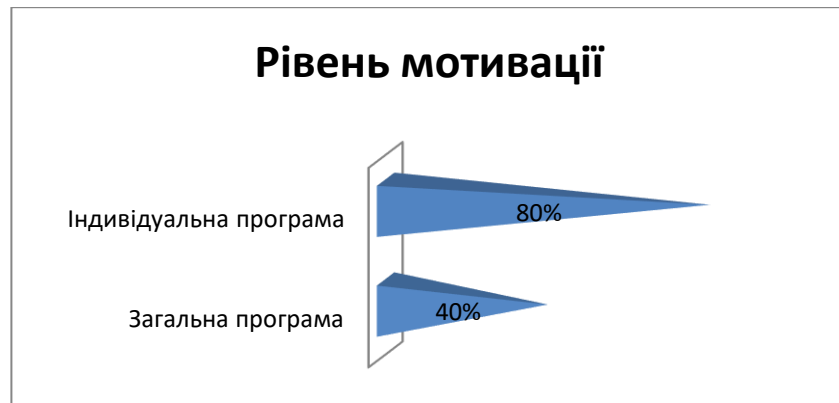 Рівень мотивації
Індивідуальна програма
80%
Загальна програма
40%